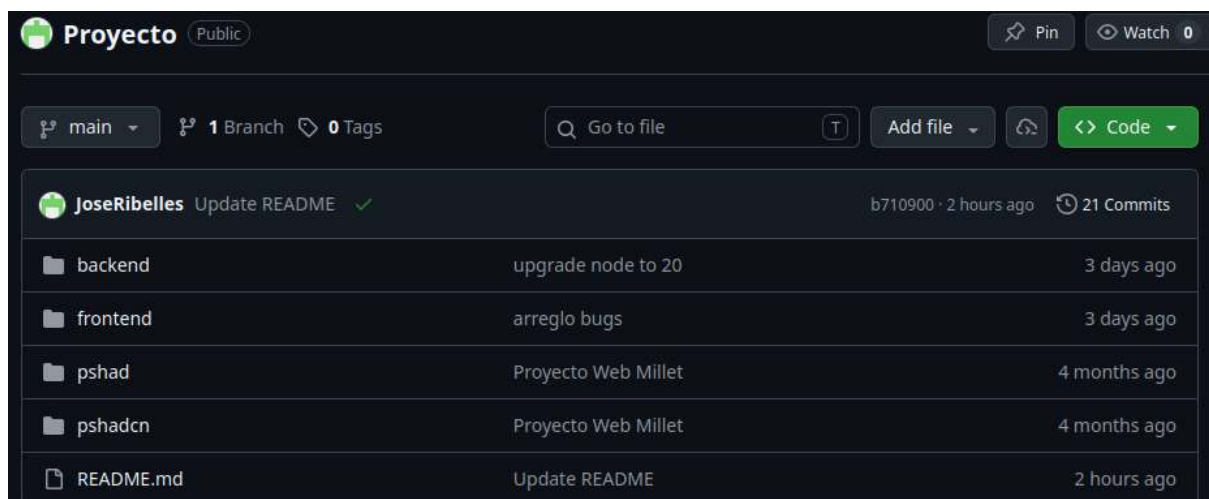 Proyecto Public Pin Watch 0
main 1 Branch 0 Tags Go to file T Add file Code
JoseRibelles Update README b710900 · 2 hours ago 21 Commits
backend upgrade node to 20 3 days ago
frontend arreglo bugs 3 days ago
pshad Proyecto Web Millet 4 months ago
pshadcn Proyecto Web Millet 4 months ago
README.md Update README 2 hours ago